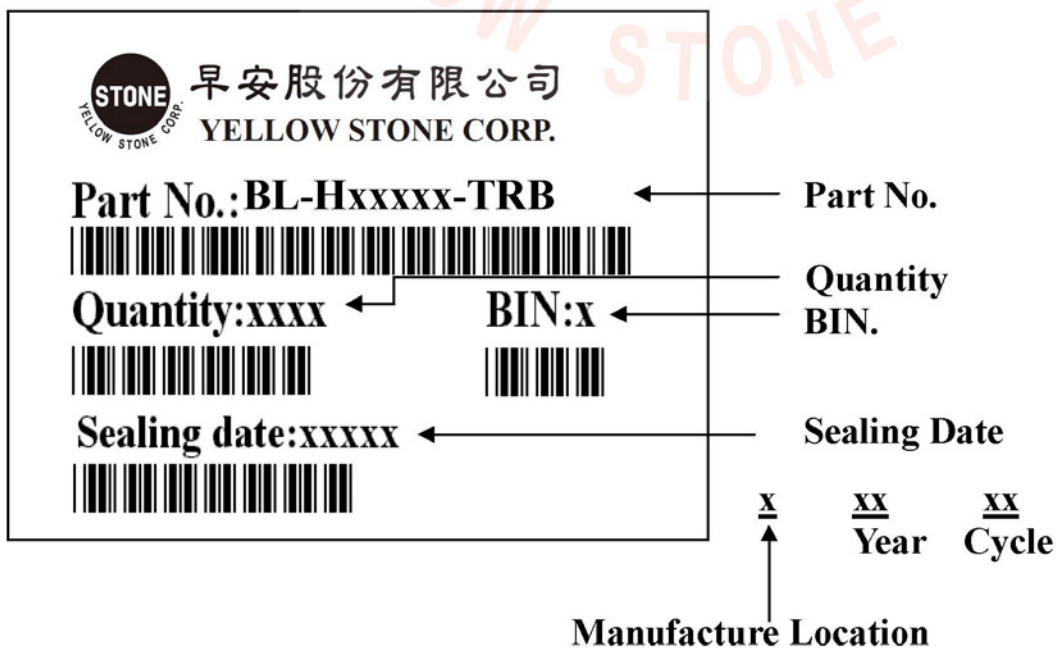 STONE
STONE
YELLOW STONE CORP.
早安股份有限公司
YELLOW STONE CORP.
Part No.:BL-Hxxxxx-TRB
Part No.
Quantity:xxxx
BIN:x
Quantity
BIN.
Sealing date:xxxxx
Sealing Date
x xx xx
Year Cycle
Manufacture Location